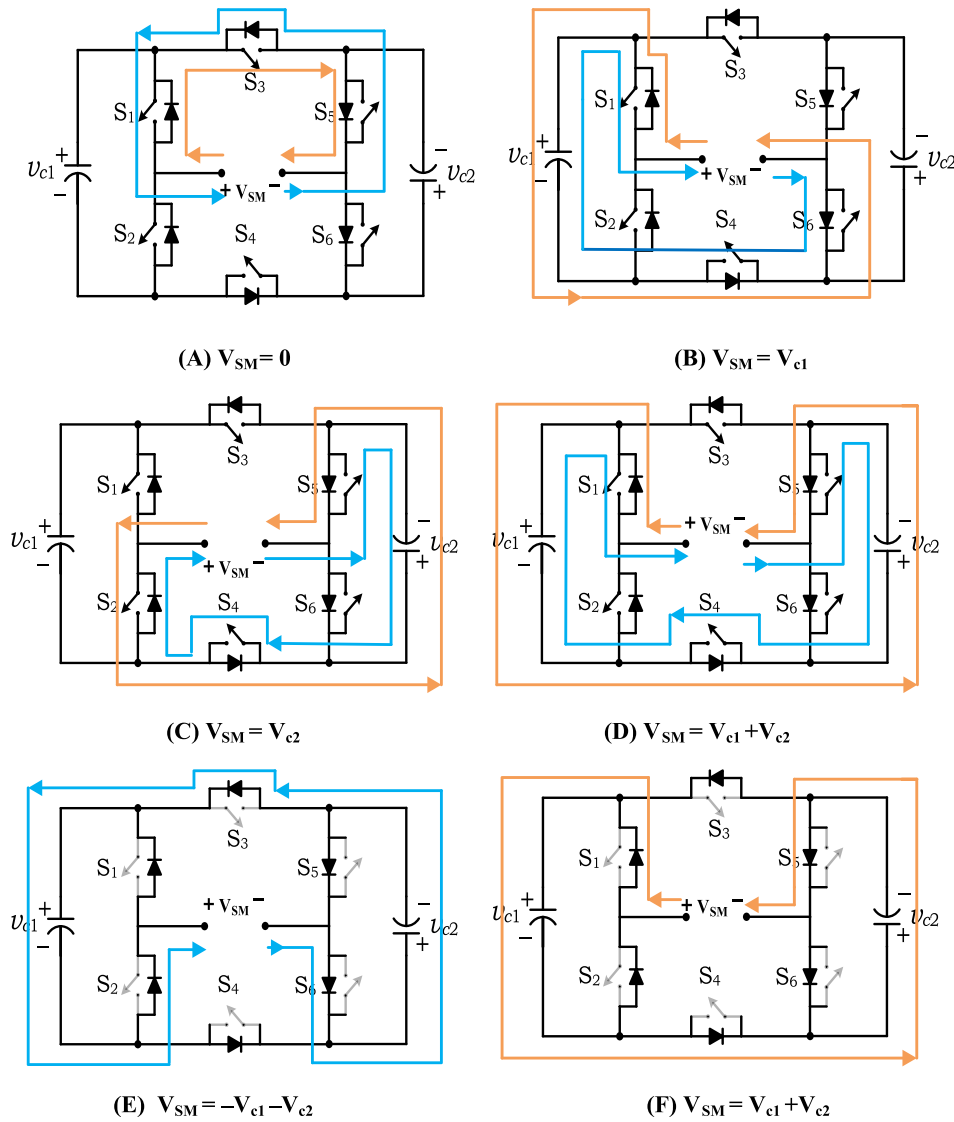 S₃
S₃
+
S₁
S₅
−
+
S₁
S₅
−
vc1
vc2
vc1
vc2
−
+ VSM −
+
−
+ VSM −
+
S₂
S₄
S₆
S₂
S₄
S₆
(A) VSM = 0
(B) VSM = Vc1
S₃
S₃
+
S₁
S₅
−
+
S₁
S₅
−
vc1
vc2
vc1
+ VSM −
vc2
−
+ VSM −
+
−
+
S₂
S₄
S₆
S₂
S₄
S₆
(C) VSM = Vc2
(D) VSM = Vc1 +Vc2
S₃
S₃
+
S₁
S₅
−
+
S₁
S₅
−
vc1
+ VSM −
vc2
vc1
+ VSM −
vc2
−
+
−
+
S₂
S₄
S₆
S₂
S₄
S₆
(E) VSM = −Vc1 −Vc2
(F) VSM = Vc1 +Vc2